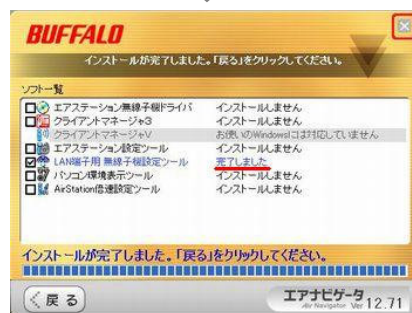 BUFFALO
インストールが完了しました。「戻る」をクリックしてください。
ソフト一覧
エアステーション無線子機ドライバ インストールしません
クライアントマネージャ3 インストールしません
クライアントマネージャV お使いのWindowsには対応していません
エアステーション設定ツール インストールしません
LAN端子用 無線子機設定ツール 完了しました
パソコン環境表示ツール インストールしません
AirStation倍速設定ツール インストールしません
インストールが完了しました。「戻る」をクリックしてください。
戻る
エアナビゲータ
Air Navigator Ver 12.71